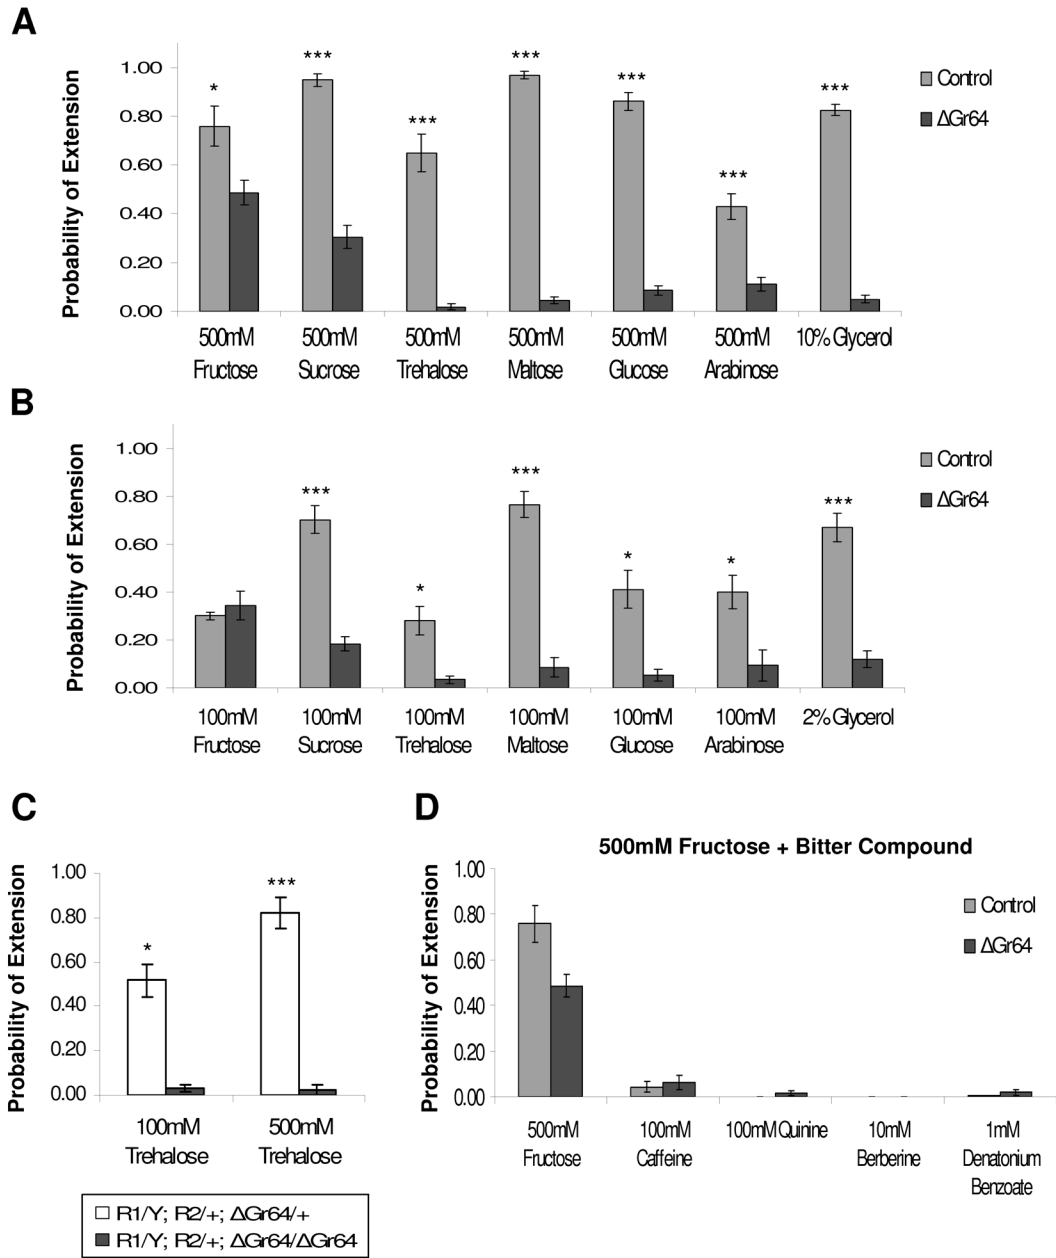 A
Probability of Extension
1.00
0.80
0.60
0.40
0.20
0.00
*
***
***
***
***
***
***
Control
ΔGr64
500mM Fructose
500mM Sucrose
500mM Trehalose
500mM Maltose
500mM Glucose
500mM Arabinose
10% Glycerol
B
Probability of Extension
1.00
0.80
0.60
0.40
0.20
0.00
***
*
***
*
*
***
Control
ΔGr64
100mM Fructose
100mM Sucrose
100mM Trehalose
100mM Maltose
100mM Glucose
100mM Arabinose
2% Glycerol
C
Probability of Extension
1.00
0.80
0.60
0.40
0.20
0.00
*
***
100mM Trehalose
500mM Trehalose
R1/Y; R2/+; ΔGr64/+
R1/Y; R2/+; ΔGr64/ΔGr64
D
500mM Fructose + Bitter Compound
Probability of Extension
1.00
0.80
0.60
0.40
0.20
0.00
Control
ΔGr64
500mM Fructose
100mM Caffeine
100mM Quinine
10mM Berberine
1mM Denatonium Benzoate